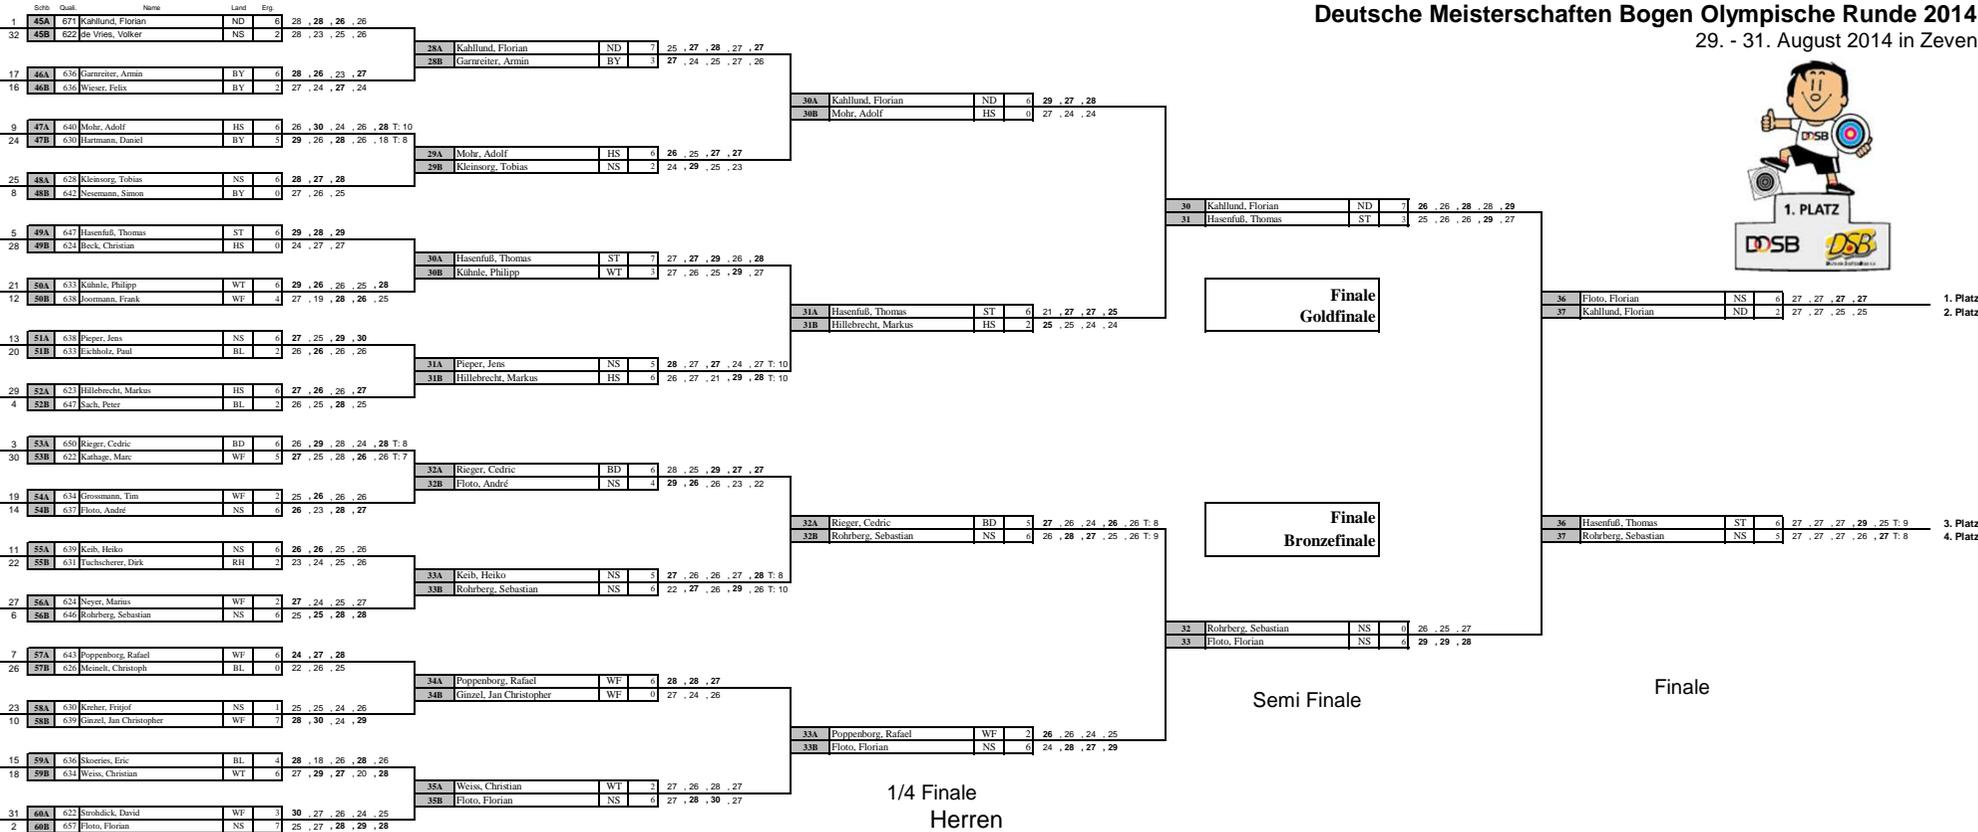 Deutsche Meisterschaften Bogen Olympische Runde 2014
29. - 31. August 2014 in Zeven
DOSB
1. PLATZ
DOSB DSB
Schb Quali. Name Land Erg.
1 45A 671 Kahllund, Florian ND 6 28 , 28 , 26 , 26
32 45B 622 de Vries, Volker NS 2 28 , 23 , 25 , 26
17 46A 636 Garnreiter, Armin BY 6 28 , 26 , 23 , 27
16 46B 636 Wieser, Felix BY 2 27 , 24 , 27 , 24
9 47A 640 Mohr, Adolf HS 6 26 , 30 , 24 , 26 , 28 T: 10
24 47B 630 Hartmann, Daniel BY 5 29 , 26 , 28 , 26 , 18 T: 8
25 48A 628 Kleinsorg, Tobias NS 6 28 , 27 , 28
8 48B 642 Nesemann, Simon BY 0 27 , 26 , 25
5 49A 647 Hasenfuß, Thomas ST 6 29 , 28 , 29
28 49B 624 Beck, Christian HS 0 24 , 27 , 27
21 50A 633 Kühnle, Philipp WT 6 29 , 26 , 26 , 25 , 28
12 50B 638 Joormann, Frank WF 4 27 , 19 , 28 , 26 , 25
13 51A 638 Pieper, Jens NS 6 27 , 25 , 29 , 30
20 51B 633 Eichholz, Paul BL 2 26 , 26 , 26 , 26
29 52A 623 Hillebrecht, Markus HS 6 27 , 26 , 26 , 27
4 52B 647 Sach, Peter BL 2 26 , 25 , 28 , 25
3 53A 650 Rieger, Cedric BD 6 26 , 29 , 28 , 24 , 28 T: 8
30 53B 622 Kathage, Marc WF 5 27 , 25 , 28 , 26 , 26 T: 7
19 54A 634 Grossmann, Tim WF 2 25 , 26 , 26 , 26
14 54B 637 Floto, André NS 6 26 , 23 , 28 , 27
11 55A 639 Keib, Heiko NS 6 26 , 26 , 25 , 26
22 55B 631 Tuchscherer, Dirk RH 2 23 , 24 , 25 , 26
27 56A 624 Neyer, Marius WF 2 27 , 24 , 25 , 27
6 56B 646 Rohrberg, Sebastian NS 6 25 , 25 , 28 , 28
7 57A 643 Poppenborg, Rafael WF 6 24 , 27 , 28
26 57B 626 Meinelt, Christoph BL 0 22 , 26 , 25
23 58A 630 Kreher, Fritjof NS 1 25 , 25 , 24 , 26
10 58B 639 Ginzel, Jan Christopher WF 7 28 , 30 , 24 , 29
15 59A 636 Skoeries, Eric BL 4 28 , 18 , 26 , 28 , 26
18 59B 634 Weiss, Christian WT 6 27 , 29 , 27 , 20 , 28
31 60A 622 Strohdick, David WF 3 30 , 27 , 26 , 24 , 25
2 60B 657 Floto, Florian NS 7 25 , 27 , 28 , 29 , 28
28A Kahllund, Florian ND 7 25 , 27 , 28 , 27 , 27
28B Garnreiter, Armin BY 3 27 , 24 , 25 , 27 , 26
29A Mohr, Adolf HS 6 26 , 25 , 27 , 27
29B Kleinsorg, Tobias NS 2 24 , 29 , 25 , 23
30A Hasenfuß, Thomas ST 7 27 , 27 , 29 , 26 , 28
30B Kühnle, Philipp WT 3 27 , 26 , 25 , 29 , 27
31A Pieper, Jens NS 5 28 , 27 , 27 , 24 , 27 T: 10
31B Hillebrecht, Markus HS 6 26 , 27 , 21 , 29 , 28 T: 10
32A Rieger, Cedric BD 6 28 , 25 , 29 , 27 , 27
32B Floto, André NS 4 29 , 26 , 26 , 23 , 22
33A Keib, Heiko NS 5 27 , 26 , 26 , 27 , 28 T: 8
33B Rohrberg, Sebastian NS 6 22 , 27 , 26 , 29 , 26 T: 10
34A Poppenborg, Rafael WF 6 28 , 28 , 27
34B Ginzel, Jan Christopher WF 0 27 , 24 , 26
35A Weiss, Christian WT 2 27 , 26 , 28 , 27
35B Floto, Florian NS 6 27 , 28 , 30 , 27
30A Kahllund, Florian ND 6 29 , 27 , 28
30B Mohr, Adolf HS 0 27 , 24 , 24
31A Hasenfuß, Thomas ST 6 21 , 27 , 27 , 25
31B Hillebrecht, Markus HS 2 25 , 25 , 24 , 24
32A Rieger, Cedric BD 5 27 , 26 , 24 , 26 , 26 T: 8
32B Rohrberg, Sebastian NS 6 26 , 28 , 27 , 25 , 26 T: 9
33A Poppenborg, Rafael WF 2 26 , 26 , 24 , 25
33B Floto, Florian NS 6 24 , 28 , 27 , 29
1/4 Finale
Herren
30 Kahllund, Florian ND 7 26 , 26 , 28 , 28 , 29
31 Hasenfuß, Thomas ST 3 25 , 26 , 26 , 29 , 27
Finale
Goldfinale
Finale
Bronzefinale
32 Rohrberg, Sebastian NS 0 26 , 25 , 27
33 Floto, Florian NS 6 29 , 29 , 28
Semi Finale
36 Floto, Florian NS 6 27 , 27 , 27 , 27 1. Platz
37 Kahllund, Florian ND 2 27 , 27 , 25 , 25 2. Platz
36 Hasenfuß, Thomas ST 6 27 , 27 , 27 , 29 , 25 T: 9 3. Platz
37 Rohrberg, Sebastian NS 5 27 , 27 , 27 , 26 , 27 T: 8 4. Platz
Finale